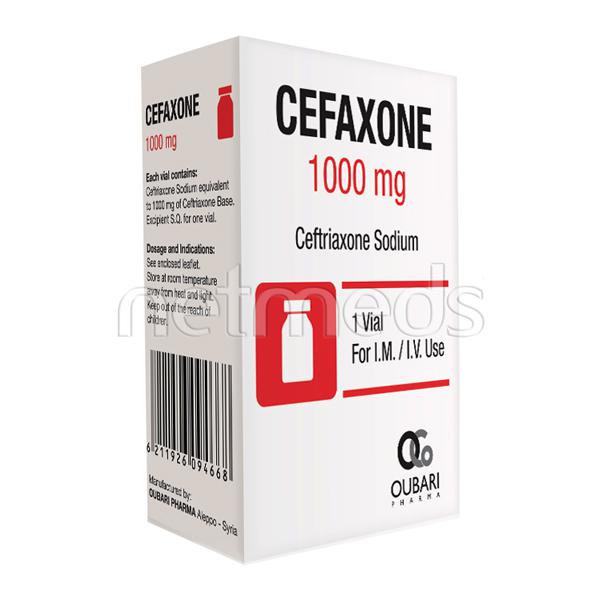 CEFAXONE
1000 mg
Each vial contains:
Ceftriaxone Sodium equivalent
to 1000 mg of Ceftriaxone Base.
Excipient S.Q. for one vial.
Dosage and Indications:
See enclosed leaflet.
Store at room temperature
away from heat and light.
Keep out of the reach of
children.
6 211926 094668
Manufactured by:
OUBARI PHARMA Aleppo - Syria
CEFAXONE
1000 mg
Ceftriaxone Sodium
1 Vial
For I.M. / I.V. Use
OUBARI
PHARMA
netmeds